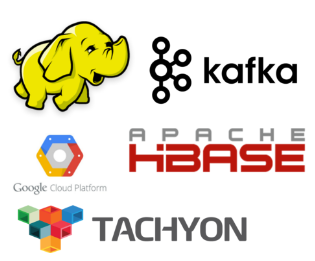 kafka
APACHE
HBASE
Google Cloud Platform
TACHYON